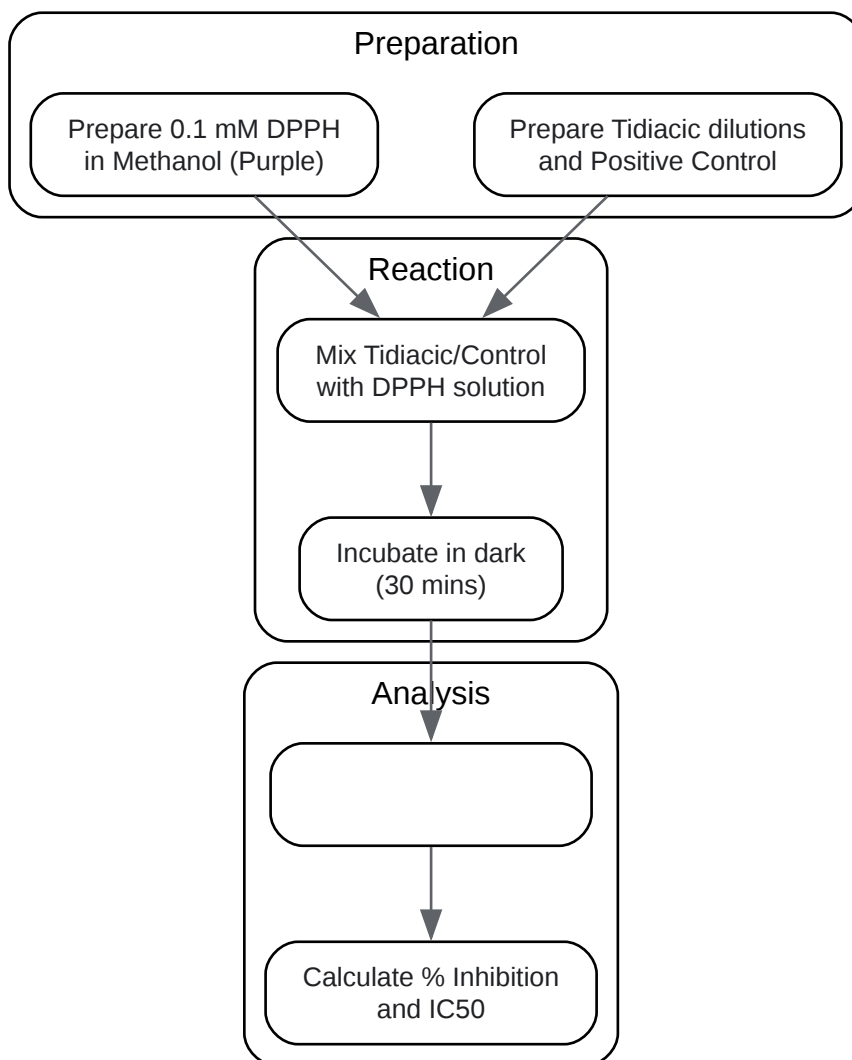 Preparation
Prepare 0.1 mM DPPH
in Methanol (Purple)
Prepare Tidiacic dilutions
and Positive Control
Reaction
Mix Tidiacic/Control
with DPPH solution
Incubate in dark
(30 mins)
Analysis
Calculate % Inhibition
and IC50